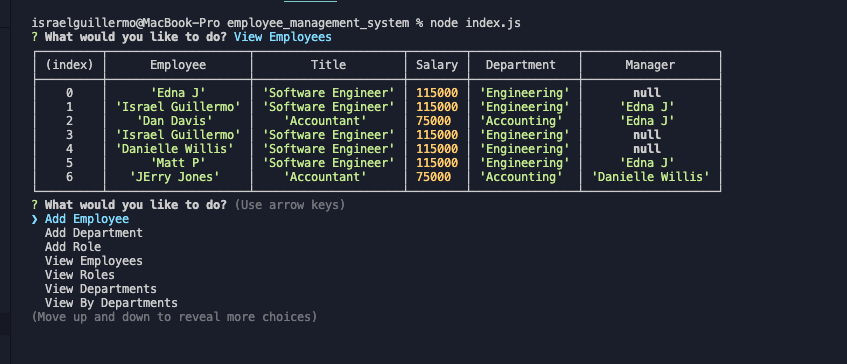 israelguillermo@MacBook-Pro employee_management_system % node index.js
? What would you like to do? View Employees
(index) Employee Title Salary Department Manager
0 'Edna J' 'Software Engineer' 115000 'Engineering' null
1 'Israel Guillermo' 'Software Engineer' 115000 'Engineering' 'Edna J'
2 'Dan Davis' 'Accountant' 75000 'Accounting' 'Edna J'
3 'Israel Guillermo' 'Software Engineer' 115000 'Engineering' null
4 'Danielle Willis' 'Software Engineer' 115000 'Engineering' null
5 'Matt P' 'Software Engineer' 115000 'Engineering' 'Edna J'
6 'JErry Jones' 'Accountant' 75000 'Accounting' 'Danielle Willis'
? What would you like to do? (Use arrow keys)
❯ Add Employee
Add Department
Add Role
View Employees
View Roles
View Departments
View By Departments
(Move up and down to reveal more choices)